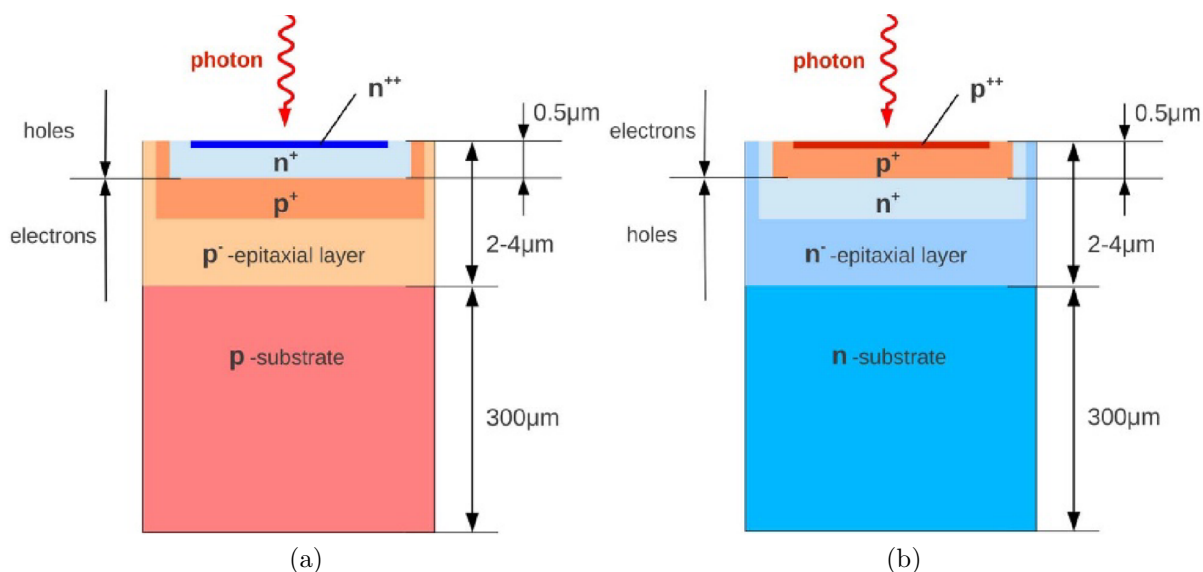 photon
n++
0.5μm
holes
n+
p+
electrons
2-4μm
p- -epitaxial layer
p -substrate
300μm
(a)
photon
p++
0.5μm
electrons
p+
n+
holes
2-4μm
n- -epitaxial layer
n -substrate
300μm
(b)